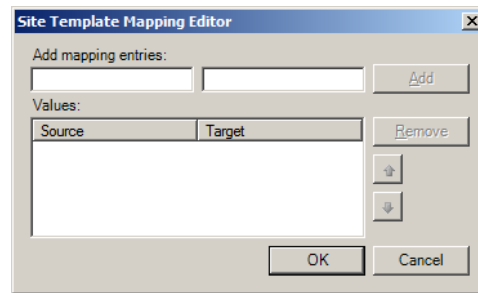 Site Template Mapping Editor
Add mapping entries:
Add
Values:
Source Target
Remove
OK Cancel